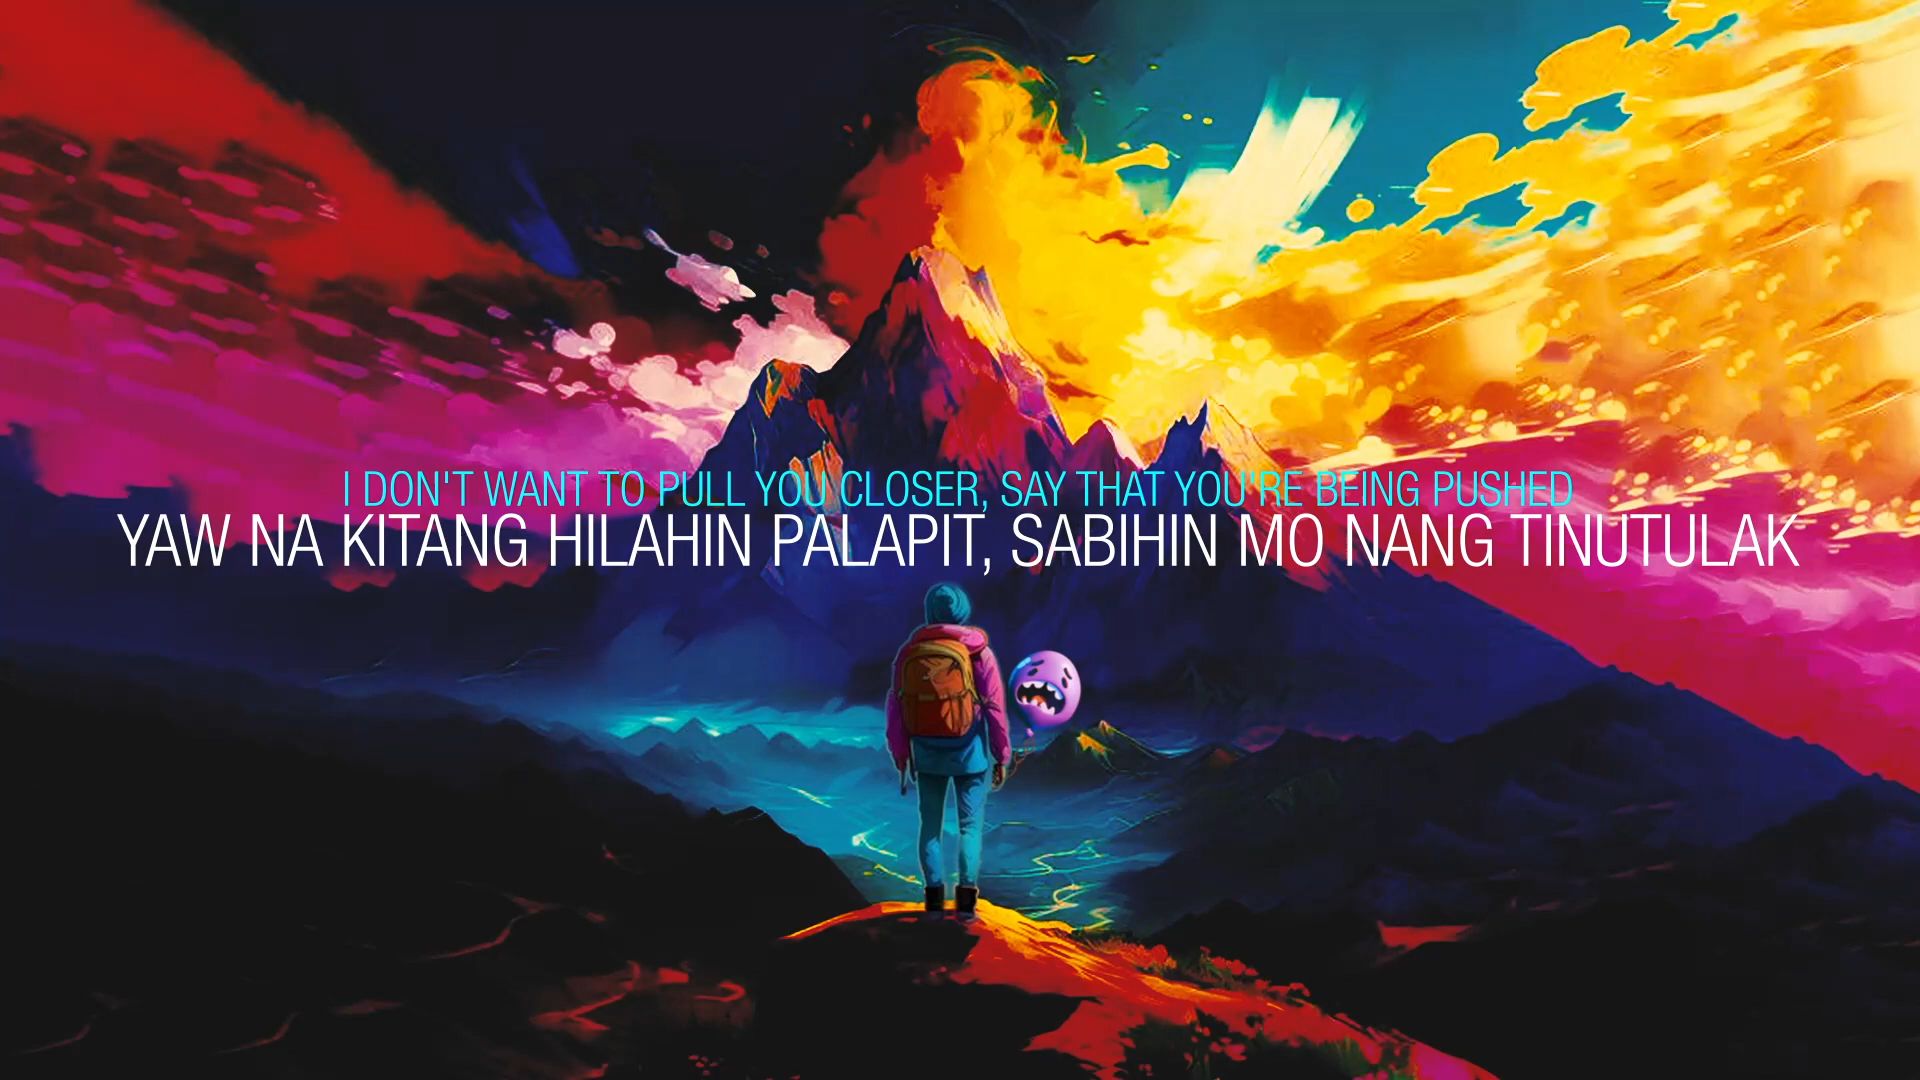 I DON'T WANT TO PULL YOU CLOSER, SAY THAT YOU'RE BEING PUSHED
YAW NA KITANG HILAHIN PALAPIT, SABIHIN MO NANG TINUTULAK